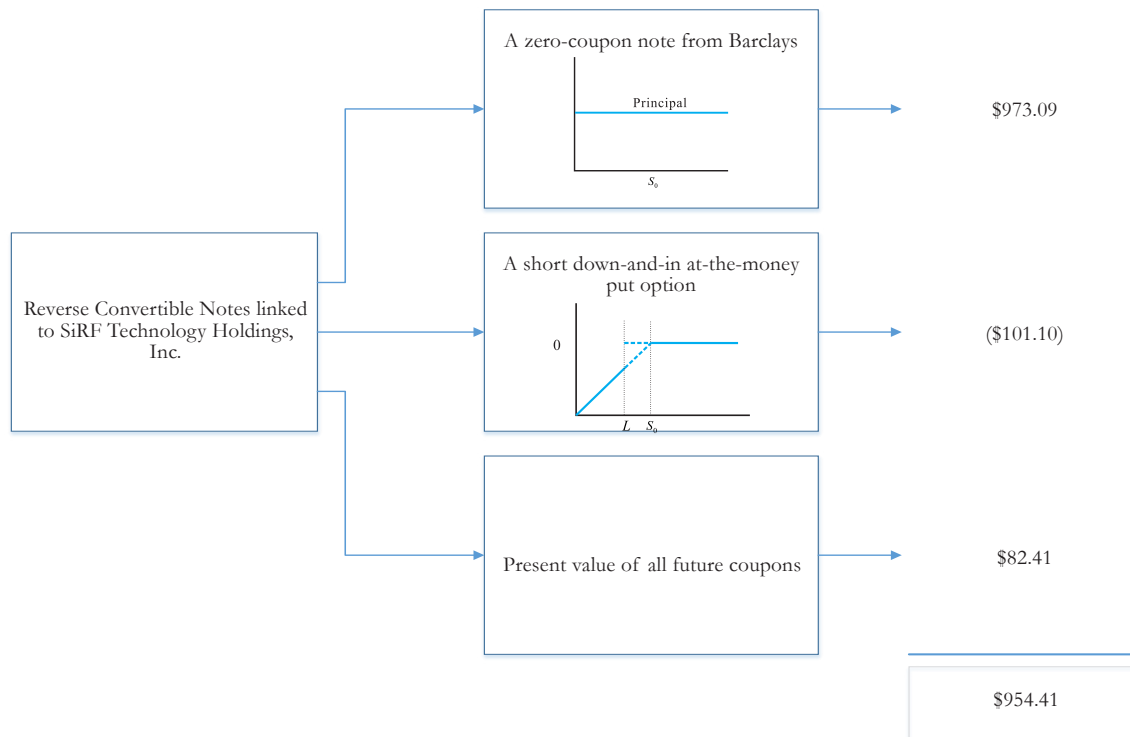 A zero-coupon note from Barclays
Principal
S₀
$973.09
Reverse Convertible Notes linked
to SiRF Technology Holdings,
Inc.
A short down-and-in at-the-money
put option
0
L S₀
($101.10)
Present value of all future coupons
$82.41
$954.41